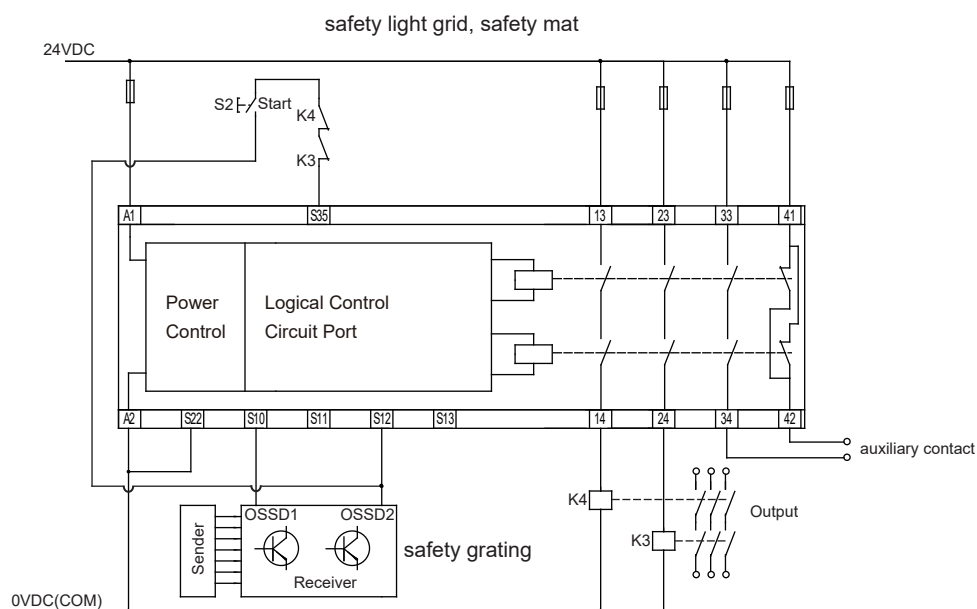 safety light grid, safety mat
24VDC
S2
Start
K4
K3
A1
S35
13
23
33
41
Power
Control
Logical Control
Circuit Port
A2
S22
S10
S11
S12
S13
14
24
34
42
auxiliary contact
K4
Output
OSSD1
OSSD2
K3
Sender
safety grating
Receiver
0VDC(COM)